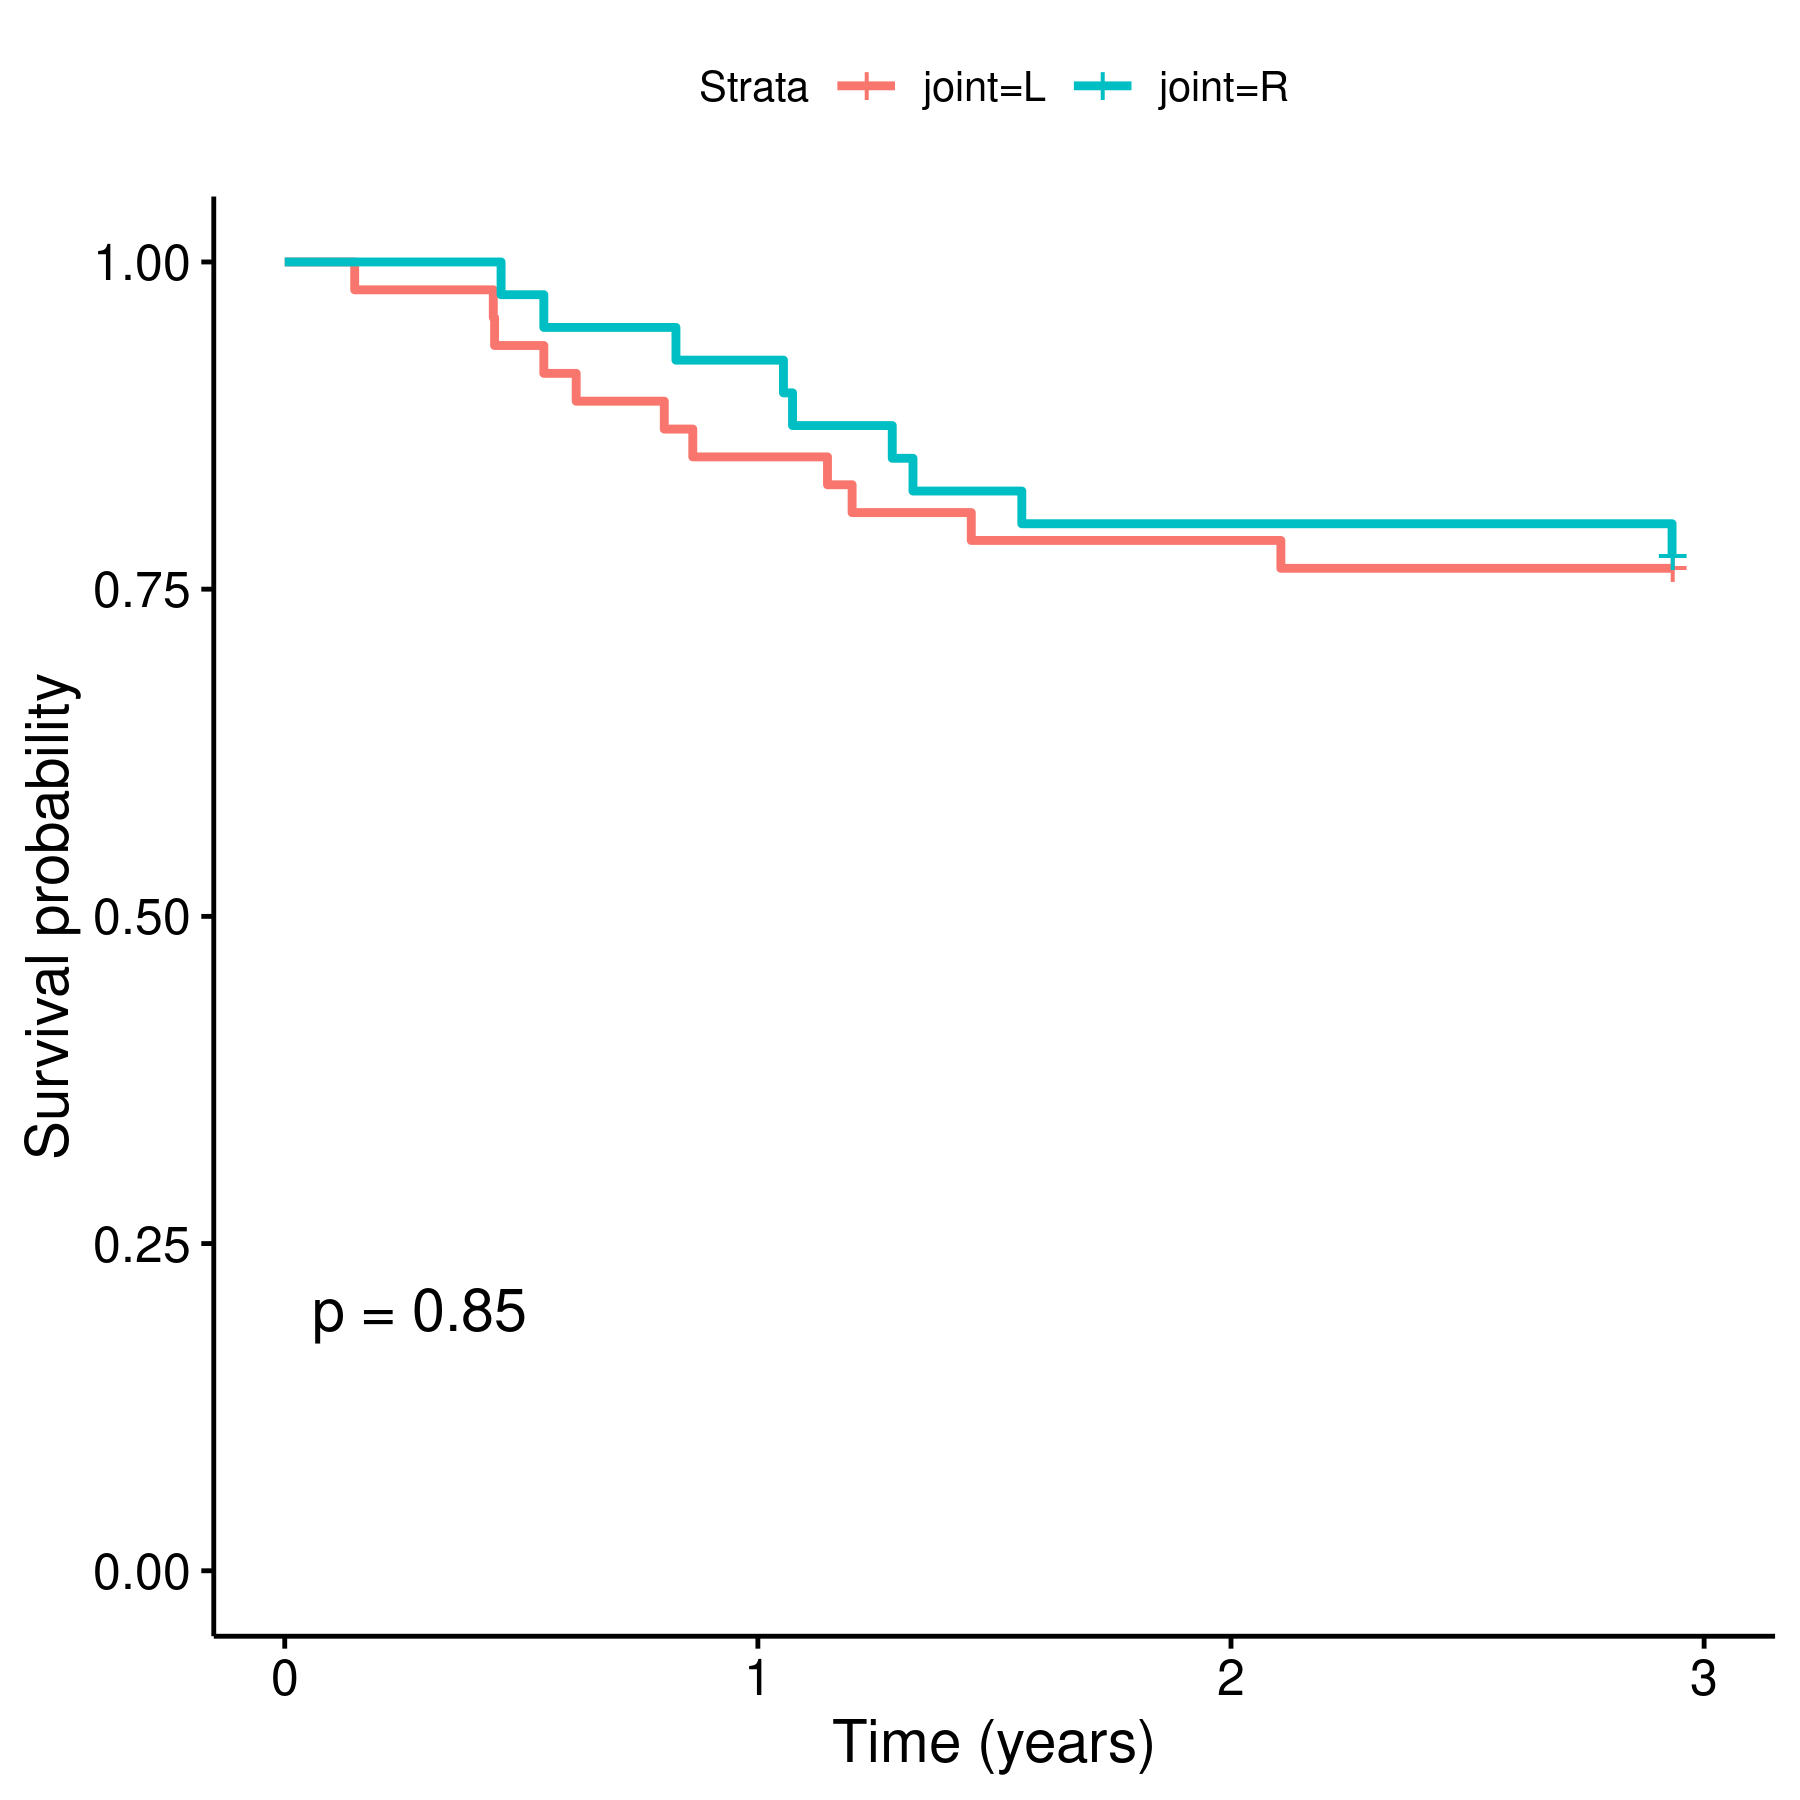 Strata joint=L joint=R
1.00
0.75
0.50
0.25
0.00
Survival probability
p = 0.85
0 1 2 3
Time (years)